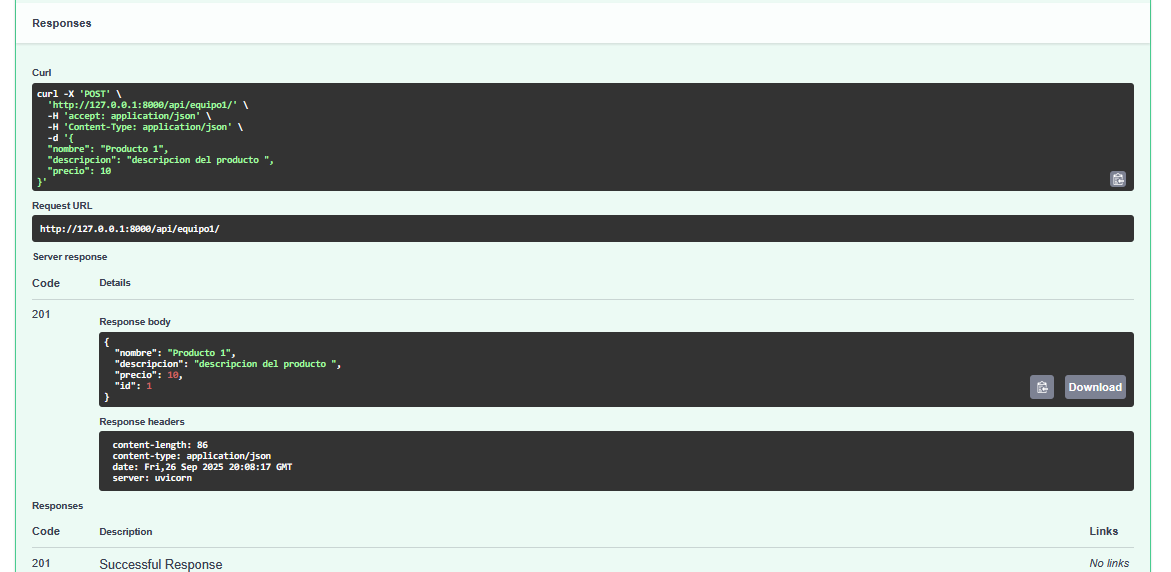 Responses
Curl
curl -X 'POST' \
'http://127.0.0.1:8000/api/equipo1/' \
-H 'accept: application/json' \
-H 'Content-Type: application/json' \
-d '{
"nombre": "Producto 1",
"descripcion": "descripcion del producto ",
"precio": 10
}'
Request URL
http://127.0.0.1:8000/api/equipo1/
Server response
Code Details
201
Response body
{
"nombre": "Producto 1",
"descripcion": "descripcion del producto ",
"precio": 10,
"id": 1
}
Download
Response headers
content-length: 86
content-type: application/json
date: Fri,26 Sep 2025 20:08:17 GMT
server: uvicorn
Responses
Code Description Links
201 Successful Response No links